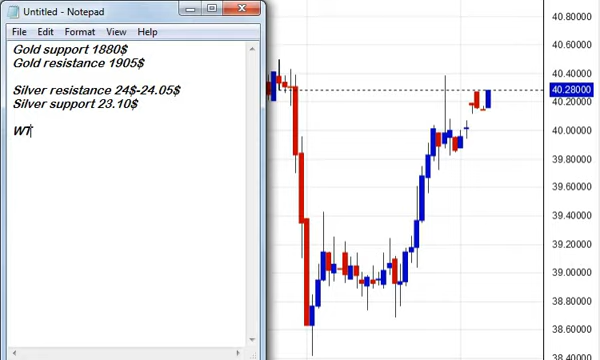 Untitled - Notepad
File Edit Format View Help
Gold support 1880$
Gold resistance 1905$
Silver resistance 24$-24.05$
Silver support 23.10$
WT
40.80000
40.60000
40.40000
40.28000
40.20000
40.00000
39.80000
39.60000
39.40000
39.20000
39.00000
38.80000
38.60000
38.40000